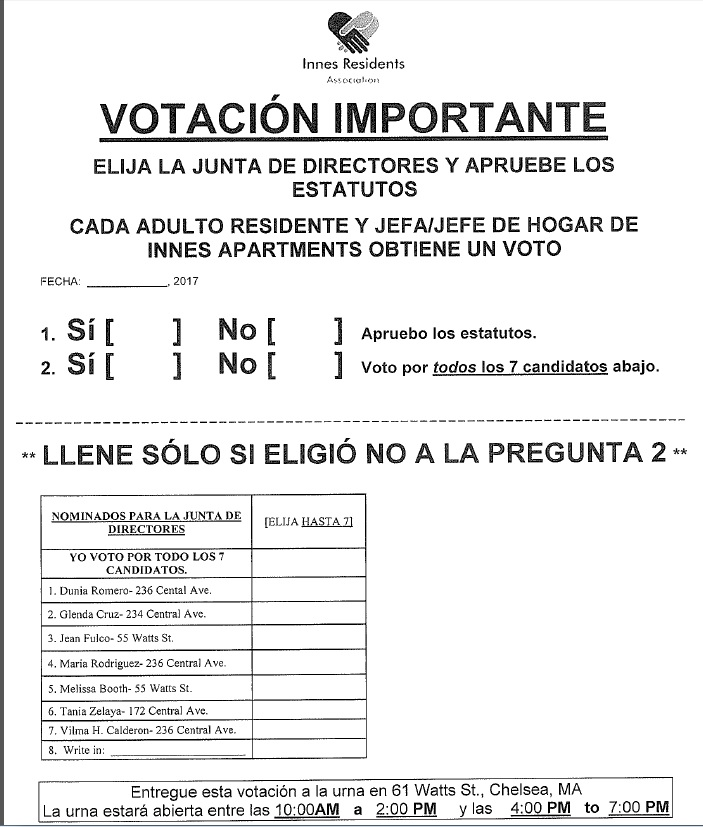 Innes Residents
Association
VOTACIÓN IMPORTANTE
ELIJA LA JUNTA DE DIRECTORES Y APRUEBE LOS
ESTATUTOS
CADA ADULTO RESIDENTE Y JEFA/JEFE DE HOGAR DE
INNES APARTMENTS OBTIENE UN VOTO
FECHA: ____________, 2017
1. Sí [ ] No [ ] Apruebo los estatutos.
2. Sí [ ] No [ ] Voto por todos los 7 candidatos abajo.
** LLENE SÓLO SI ELIGIÓ NO A LA PREGUNTA 2 **
NOMINADOS PARA LA JUNTA DE
DIRECTORES
[ELIJA HASTA 7]
YO VOTO POR TODO LOS 7
CANDIDATOS.
1. Dunia Romero- 236 Cental Ave.
2. Glenda Cruz- 234 Central Ave.
3. Jean Fulco- 55 Watts St.
4. Maria Rodriguez- 236 Central Ave.
5. Melissa Booth- 55 Watts St.
6. Tania Zelaya- 172 Central Ave.
7. Vilma H. Calderon- 236 Central Ave.
8. Write in: ____________________
Entregue esta votación a la urna en 61 Watts St., Chelsea, MA
La urna estará abierta entre las 10:00AM a 2:00 PM y las 4:00 PM to 7:00 PM